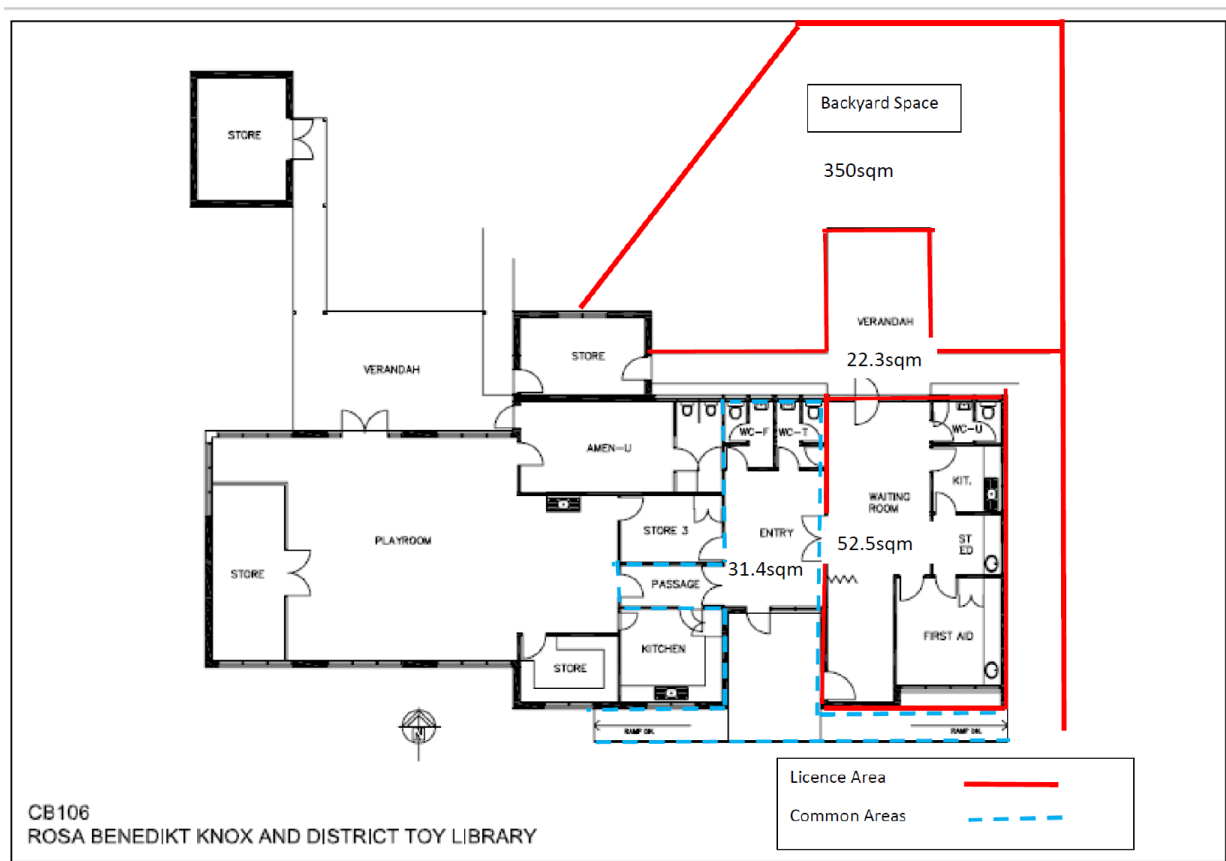 Backyard Space
350sqm
STORE
VERANDAH
22.3sqm
STORE
VERANDAH
WC-F
WC-T
WC-U
AMEN-U
KIT.
WAITING
ROOM
STORE 3
ENTRY
PLAYROOM
52.5sqm
ST
ED
31.4sqm
STORE
PASSAGE
FIRST AID
KITCHEN
STORE
RAMP DN.
RAMP DN.
N
Licence Area
Common Areas
CB106
ROSA BENEDIKT KNOX AND DISTRICT TOY LIBRARY